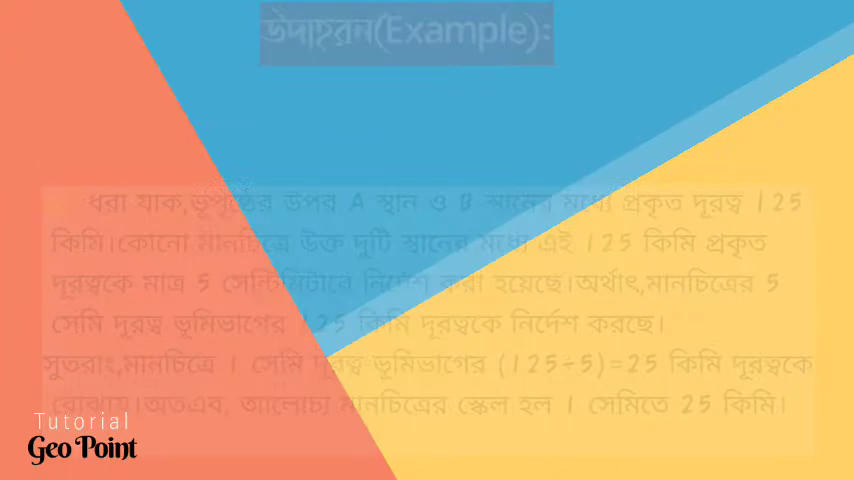 উদাহরন(Example):
ধরা যাক,ভূপৃষ্ঠের উপর A স্থান ও B স্থানের মধ্যে প্রকৃত দূরত্ব 125
কিমি।কোনো মানচিত্রে উক্ত দুটি স্থানের মধ্যে এই 125 কিমি প্রকৃত
দূরত্বকে মাত্র 5 সেন্টিমিটারে নির্দেশ করা হয়েছে।অর্থাৎ,মানচিত্রের 5
সেমি দূরত্ব ভূমিভাগের 125 কিমি দূরত্বকে নির্দেশ করছে।
সুতরাং,মানচিত্রে 1 সেমি দূরত্ব ভূমিভাগের (125÷5)=25 কিমি দূরত্বকে
বোঝায়।অতএব, আলোচ্য মানচিত্রের স্কেল হল 1 সেমিতে 25 কিমি।
Tutorial
Geo Point